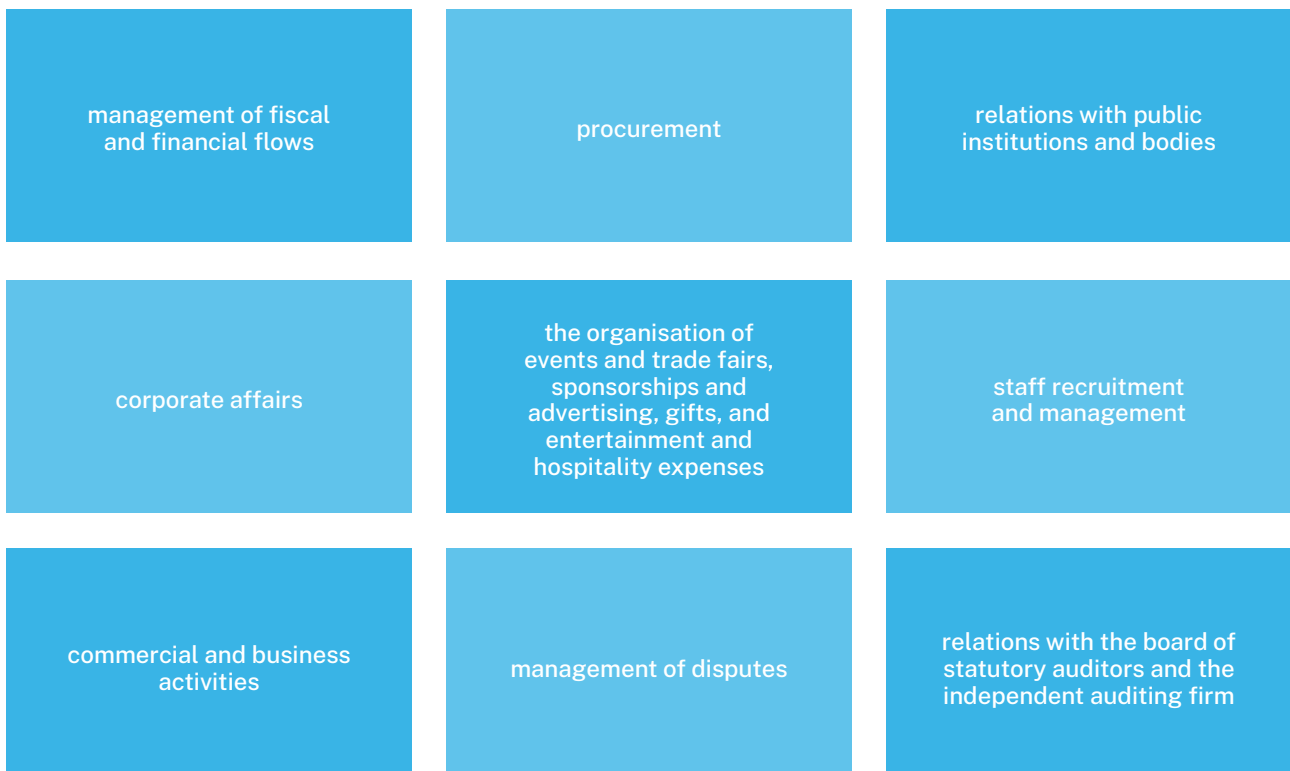 management of fiscal
and financial flows
procurement
relations with public
institutions and bodies
corporate affairs
the organisation of
events and trade fairs,
sponsorships and
advertising, gifts, and
entertainment and
hospitality expenses
staff recruitment
and management
commercial and business
activities
management of disputes
relations with the board of
statutory auditors and the
independent auditing firm